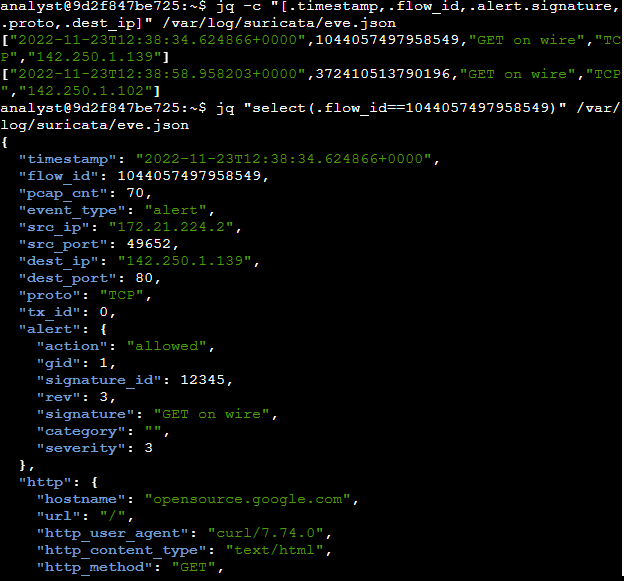 analyst@9d2f847be725:~$ jq -c "[.timestamp,.flow_id,.alert.signature,
.proto,.dest_ip]" /var/log/suricata/eve.json
["2022-11-23T12:38:34.624866+0000",1044057497958549,"GET on wire","TC
P","142.250.1.139"]
["2022-11-23T12:38:58.958203+0000",372410513790196,"GET on wire","TCP
","142.250.1.102"]
analyst@9d2f847be725:~$ jq "select(.flow_id==1044057497958549)" /var/
log/suricata/eve.json
{
  "timestamp": "2022-11-23T12:38:34.624866+0000",
  "flow_id": 1044057497958549,
  "pcap_cnt": 70,
  "event_type": "alert",
  "src_ip": "172.21.224.2",
  "src_port": 49652,
  "dest_ip": "142.250.1.139",
  "dest_port": 80,
  "proto": "TCP",
  "tx_id": 0,
  "alert": {
    "action": "allowed",
    "gid": 1,
    "signature_id": 12345,
    "rev": 3,
    "signature": "GET on wire",
    "category": "",
    "severity": 3
  },
  "http": {
    "hostname": "opensource.google.com",
    "url": "/",
    "http_user_agent": "curl/7.74.0",
    "http_content_type": "text/html",
    "http_method": "GET",